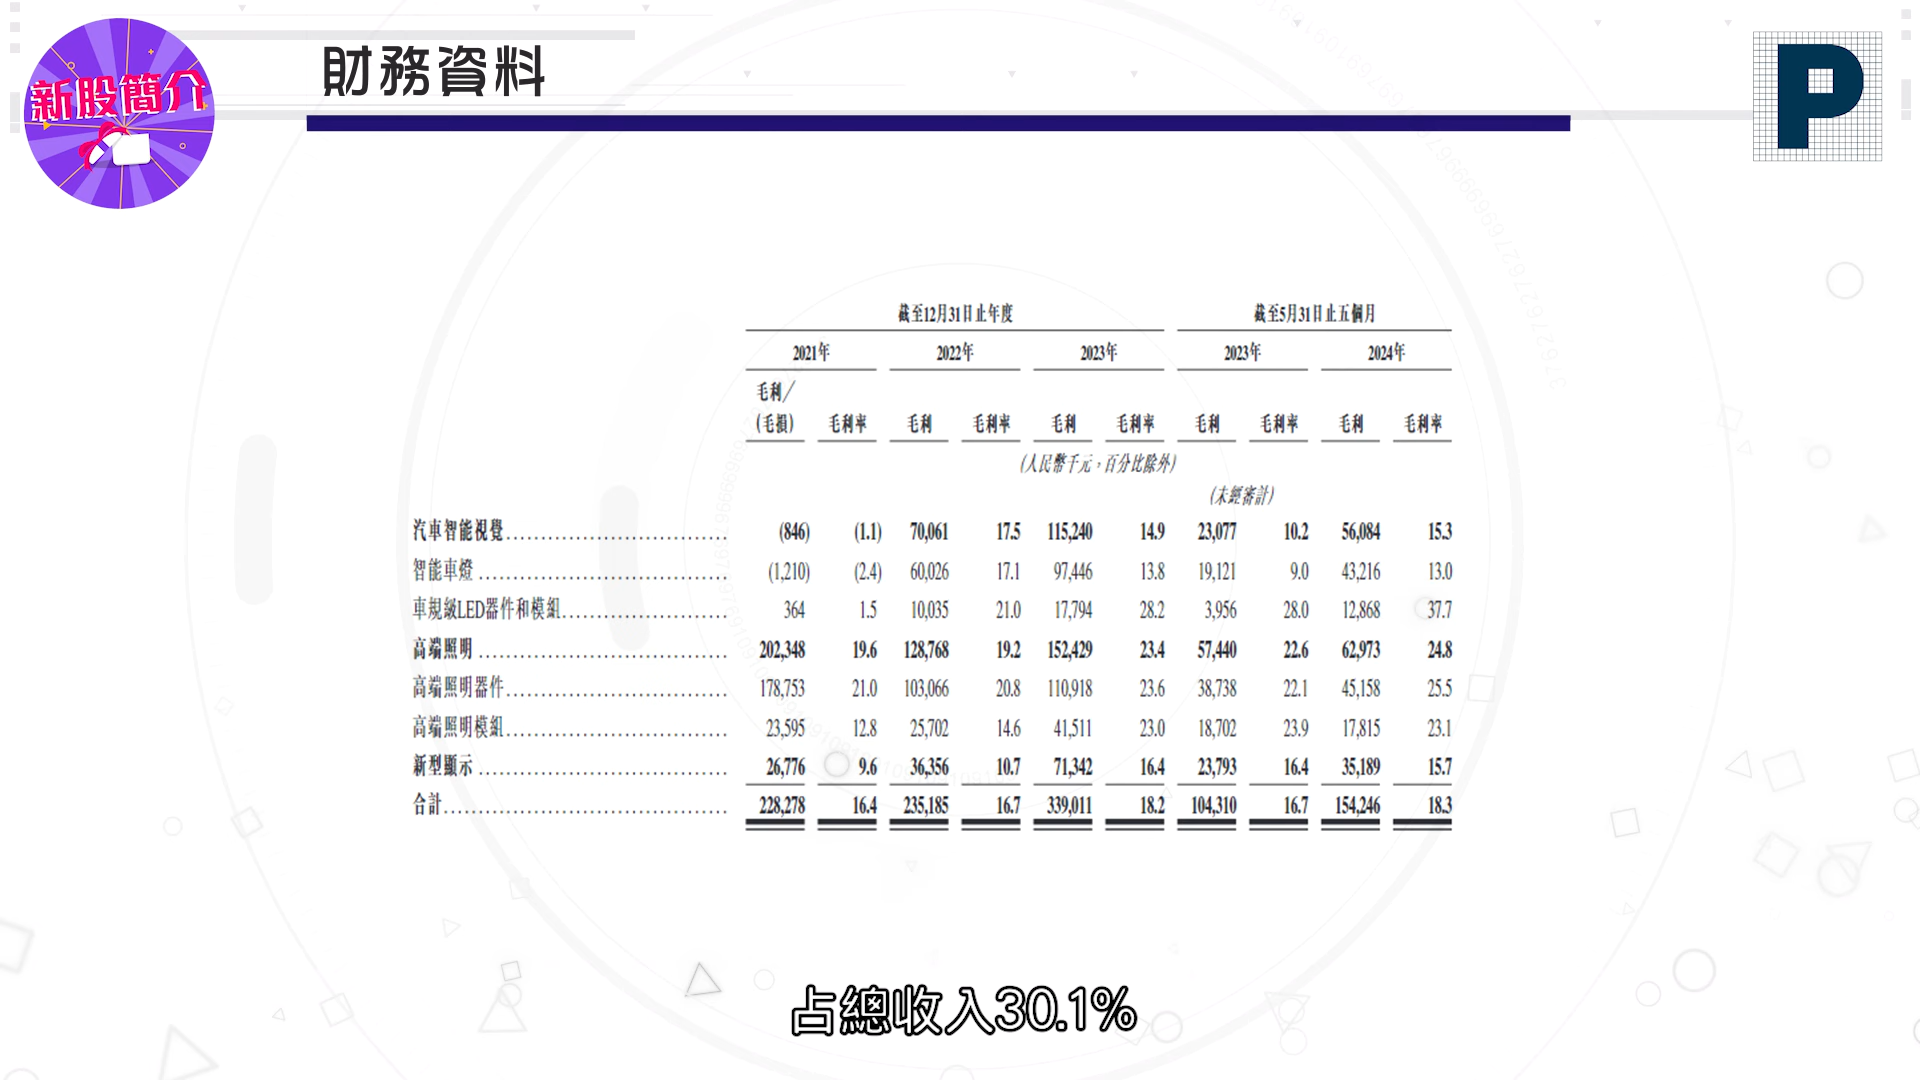 新股簡介
財務資料
P
截至12月31日止年度 截至5月31日止五個月
2021年 2022年 2023年 2023年 2024年
毛利/
(毛損) 毛利率 毛利 毛利率 毛利 毛利率 毛利 毛利率 毛利 毛利率
(人民幣千元,百分比除外)
(未經審計)
汽車智能視覺 (846) (1.1) 70,061 17.5 115,240 14.9 23,077 10.2 56,084 15.3
智能車燈 (1,210) (2.4) 60,026 17.1 97,446 13.8 19,121 9.0 43,216 13.0
車規級LED器件和模組 364 1.5 10,035 21.0 17,794 28.2 3,956 28.0 12,868 37.7
高端照明 202,348 19.6 128,768 19.2 152,429 23.4 57,440 22.6 62,973 24.8
高端照明器件 178,753 21.0 103,066 20.8 110,918 23.6 38,738 22.1 45,158 25.5
高端照明模組 23,595 12.8 25,702 14.6 41,511 23.0 18,702 23.9 17,815 23.1
新型顯示 26,776 9.6 36,356 10.7 71,342 16.4 23,793 16.4 35,189 15.7
合計 228,278 16.4 235,185 16.7 339,011 18.2 104,310 16.7 154,246 18.3
占總收入30.1%